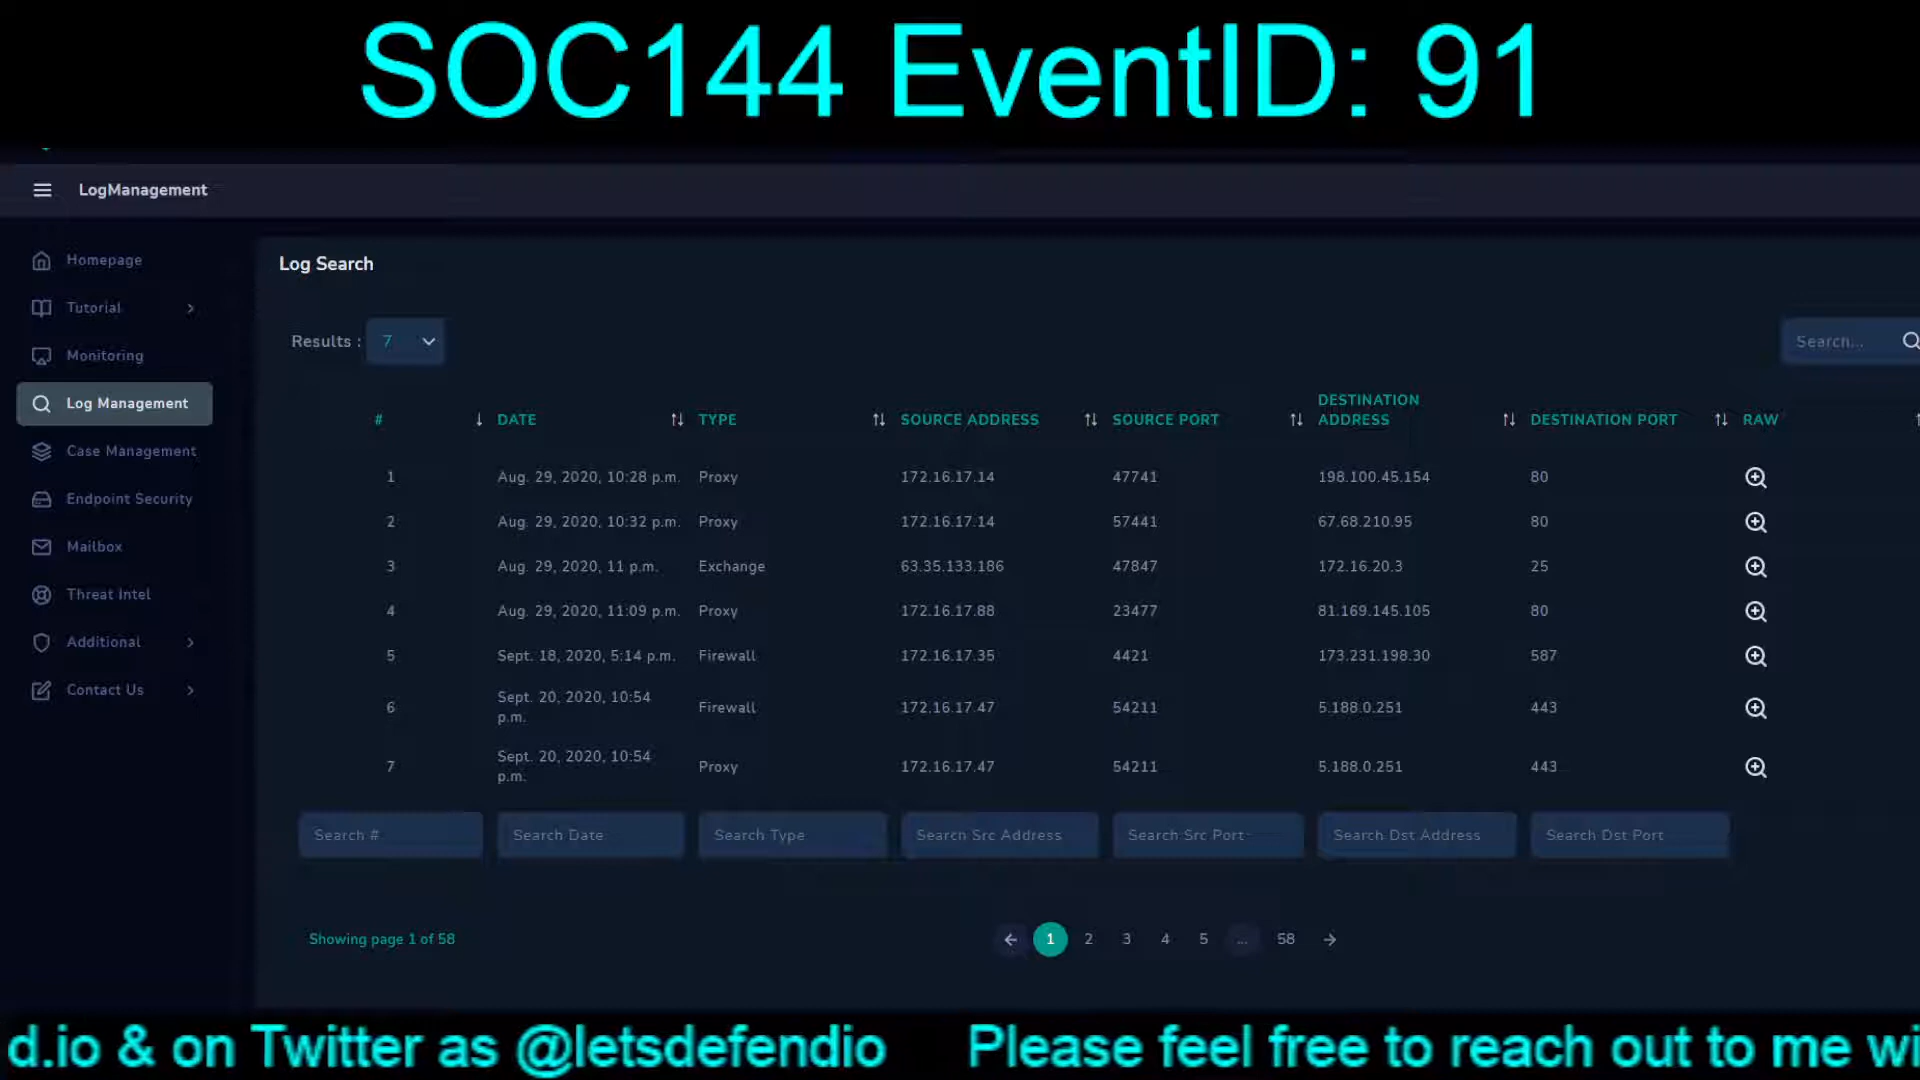 SOC144 EventID: 91
LogManagement
Homepage
Tutorial
Monitoring
Log Management
Case Management
Endpoint Security
Mailbox
Threat Intel
Additional
Contact Us
Log Search
Results : 7
Search...
# DATE TYPE SOURCE ADDRESS SOURCE PORT DESTINATION ADDRESS DESTINATION PORT RAW
1 Aug. 29, 2020, 10:28 p.m. Proxy 172.16.17.14 47741 198.100.45.154 80
2 Aug. 29, 2020, 10:32 p.m. Proxy 172.16.17.14 57441 67.68.210.95 80
3 Aug. 29, 2020, 11 p.m. Exchange 63.35.133.186 47847 172.16.20.3 25
4 Aug. 29, 2020, 11:09 p.m. Proxy 172.16.17.88 23477 81.169.145.105 80
5 Sept. 18, 2020, 5:14 p.m. Firewall 172.16.17.35 4421 173.231.198.30 587
6 Sept. 20, 2020, 10:54 p.m. Firewall 172.16.17.47 54211 5.188.0.251 443
7 Sept. 20, 2020, 10:54 p.m. Proxy 172.16.17.47 54211 5.188.0.251 443
Search # Search Date Search Type Search Src Address Search Src Port Search Dst Address Search Dst Port
Showing page 1 of 58
1 2 3 4 5 ... 58
d.io & on Twitter as @letsdefendio Please feel free to reach out to me wi